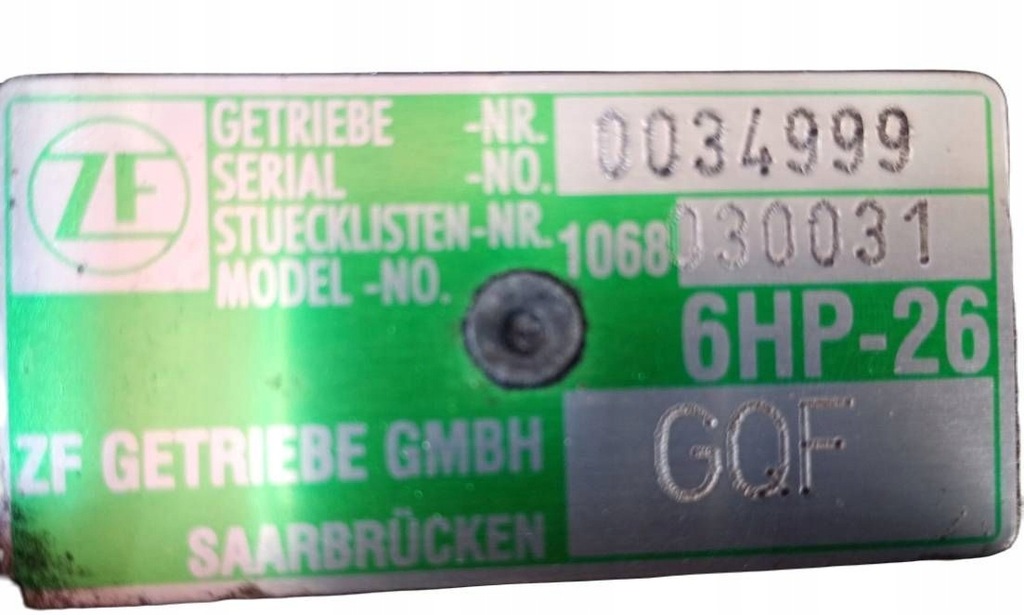 ZF
GETRIEBE -NR. 0034999
SERIAL -NO.
STUECKLISTEN-NR. 1068030031
MODEL -NO.
6HP-26
ZF GETRIEBE GMBH GQF
SAARBRÜCKEN